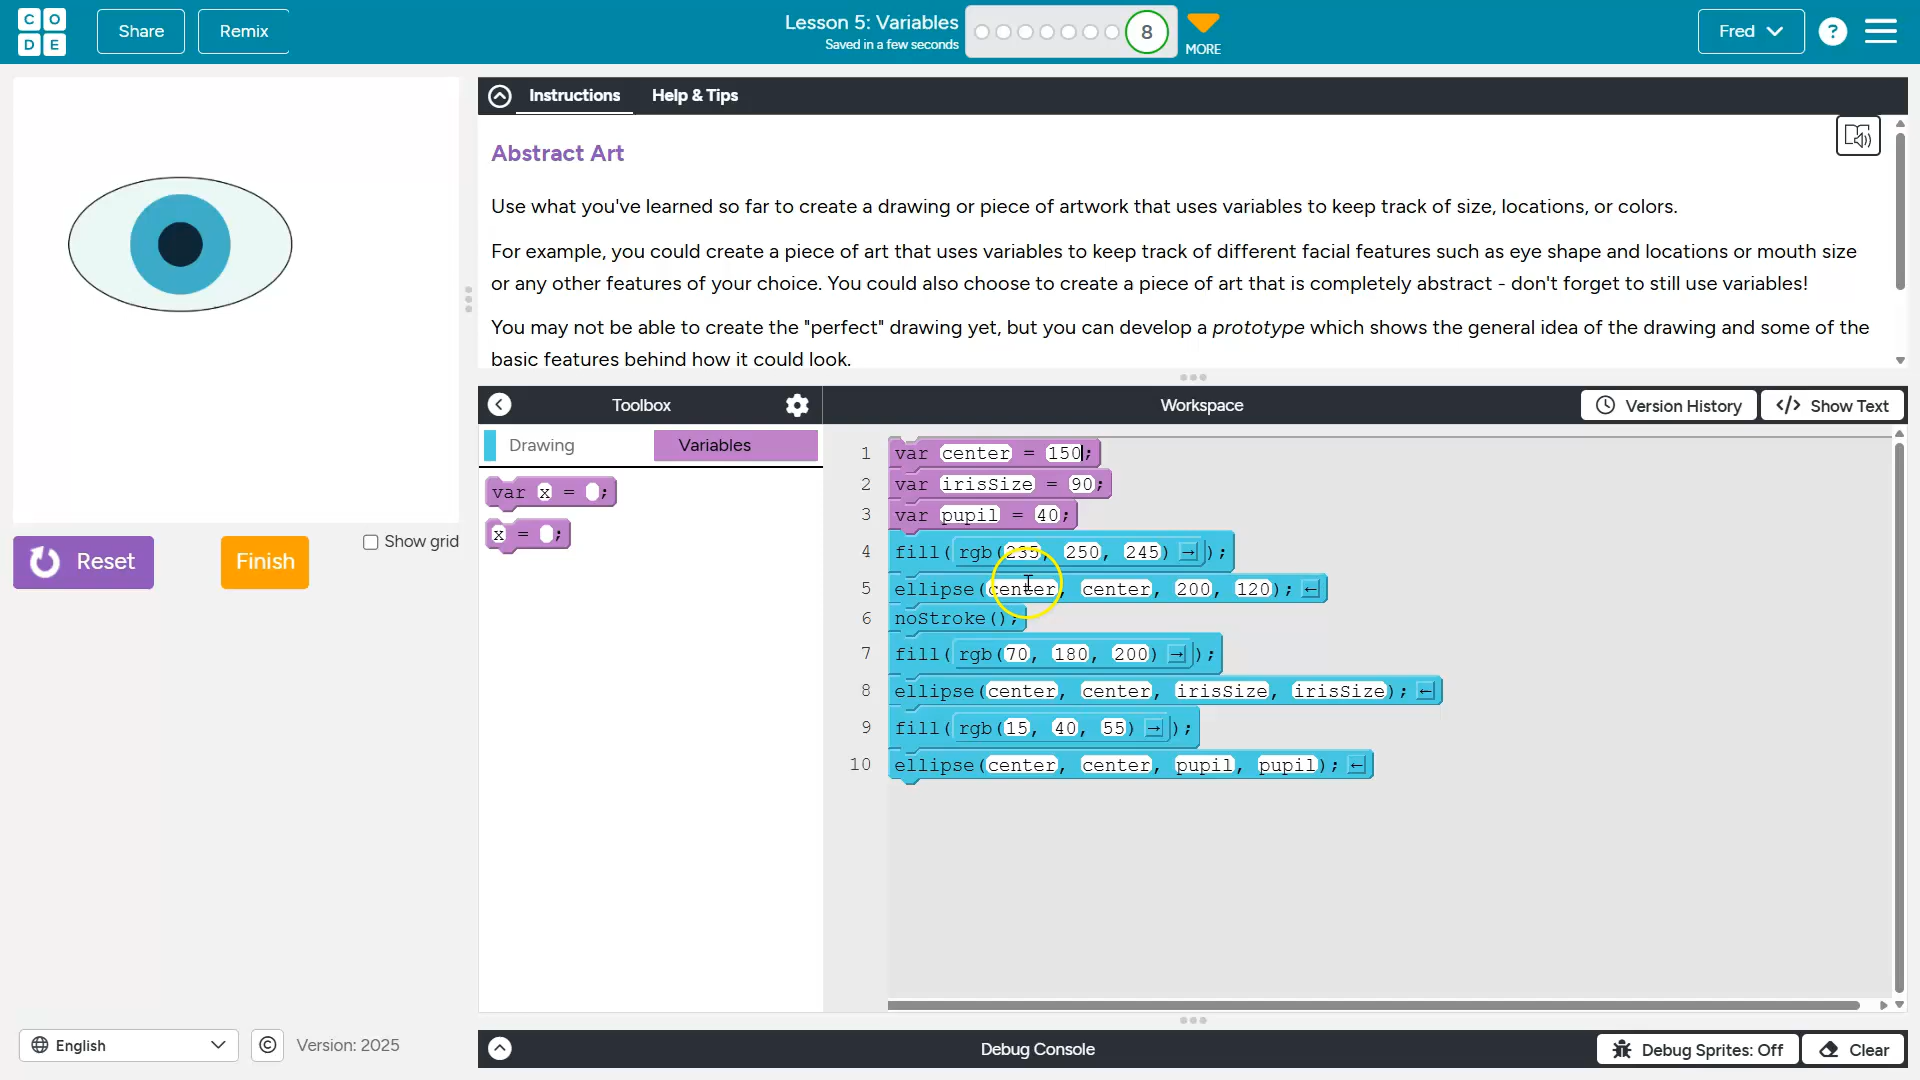 CODE
Share
Remix
Lesson 5: Variables
Saved in a few seconds
8
MORE
Fred
?
Instructions
Help & Tips
Abstract Art
Use what you've learned so far to create a drawing or piece of artwork that uses variables to keep track of size, locations, or colors.
For example, you could create a piece of art that uses variables to keep track of different facial features such as eye shape and locations or mouth size
or any other features of your choice. You could also choose to create a piece of art that is completely abstract - don't forget to still use variables!
You may not be able to create the "perfect" drawing yet, but you can develop a prototype which shows the general idea of the drawing and some of the
basic features behind how it could look.
Reset
Finish
Show grid
Toolbox
Workspace
Version History
</> Show Text
Drawing
Variables
var x = ;
x = ;
1 var center = 150;
2 var irisSize = 90;
3 var pupil = 40;
4 fill(rgb(235, 250, 245) →);
5 ellipse(center, center, 200, 120); ←
6 noStroke();
7 fill(rgb(70, 180, 200) →);
8 ellipse(center, center, irisSize, irisSize); ←
9 fill(rgb(15, 40, 55) →);
10 ellipse(center, center, pupil, pupil); ←
English
©
Version: 2025
Debug Console
Debug Sprites: Off
Clear